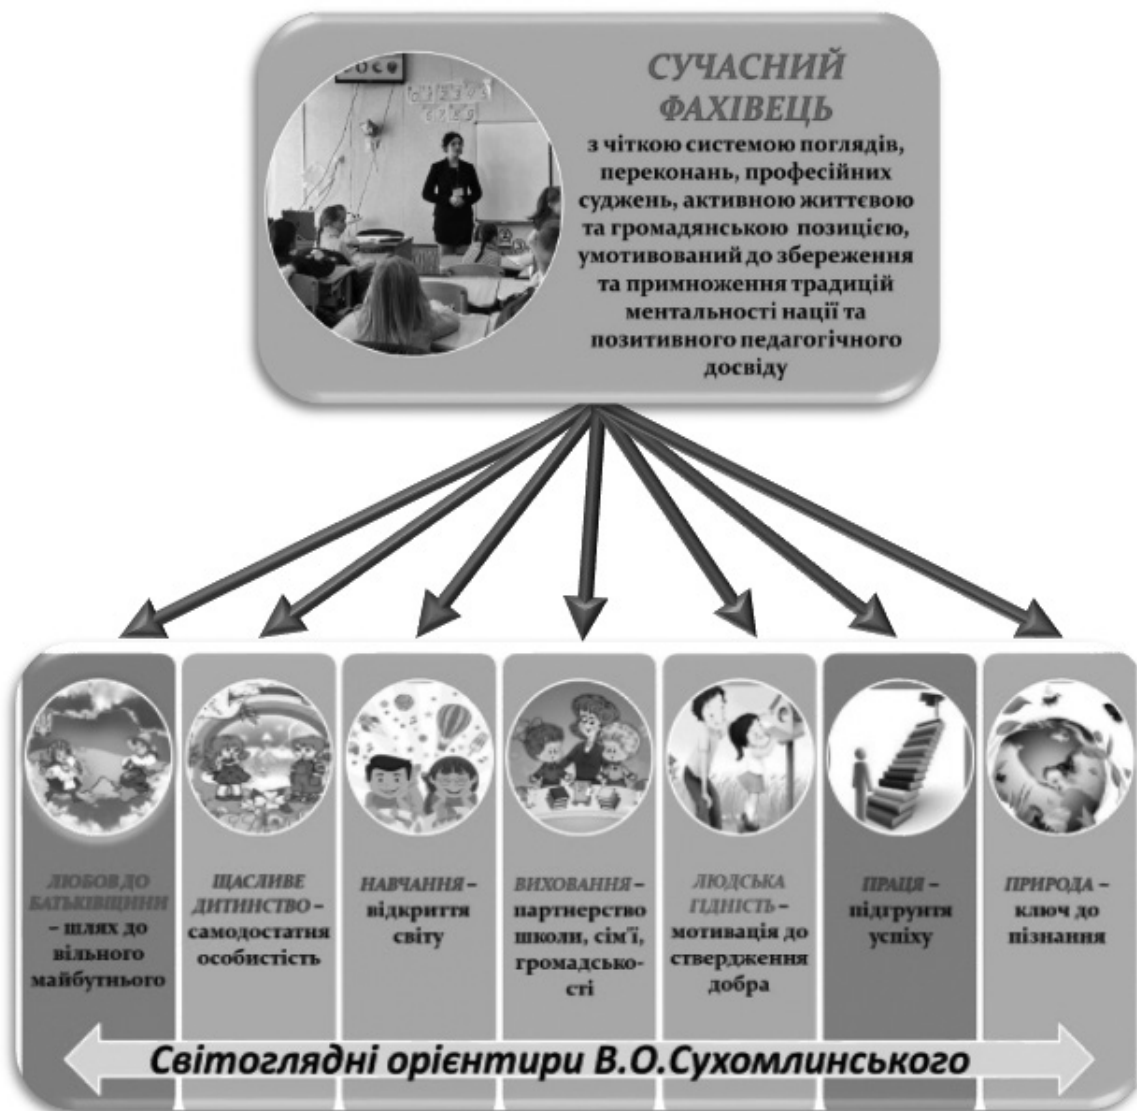 СУЧАСНИЙ
ФАХІВЕЦЬ
з чіткою системою поглядів,
переконань, професійних
суджень, активною життєвою
та громадянською позицією,
умотивований до збереження
та примноження традицій
ментальності нації та
позитивного педагогічного
досвіду
ЛЮБОВ ДО
БАТЬКІВЩИНИ
– шлях до
вільного
майбутнього
ЩАСЛИВЕ
ДИТИНСТВО –
самодостатня
особистість
НАВЧАННЯ –
відкриття
світу
ВИХОВАННЯ –
партнерство
школи, сім'ї,
громадсько-
сті
ЛЮДСЬКА
ГІДНІСТЬ –
мотивація до
ствердження
добра
ПРАЦЯ –
підґрунтя
успіху
ПРИРОДА –
ключ до
пізнання
Світоглядні орієнтири В.О.Сухомлинського